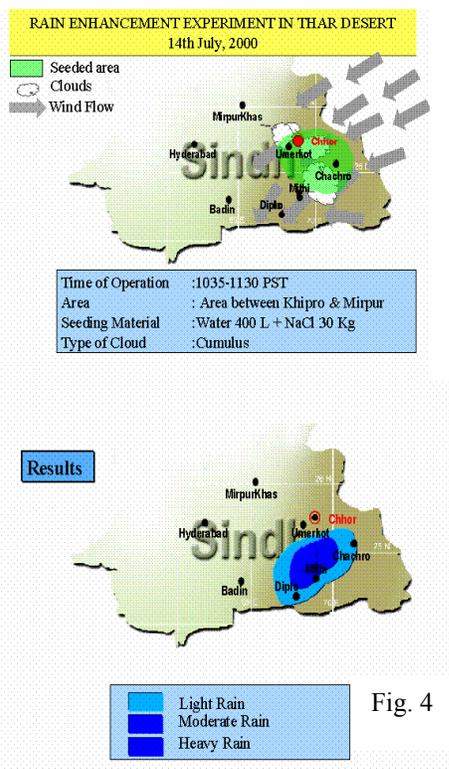 RAIN ENHANCEMENT EXPERIMENT IN THAR DESERT
14th July, 2000
Seeded area
Clouds
Wind Flow
MirpurKhas
Chhor
Hyderabad
Umerkot
Sindh
Chachro
Mithi
Badin
Diplo
Time of Operation :1035-1130 PST
Area : Area between Khipro & Mirpur
Seeding Material :Water 400 L + NaCl 30 Kg
Type of Cloud :Cumulus
Results
26 N
MirpurKhas
Chhor
Hyderabad
Umerkot
Sindh
25 N
Chachro
Mithi
Badin
Diplo
Light Rain
Fig. 4
Moderate Rain
Heavy Rain